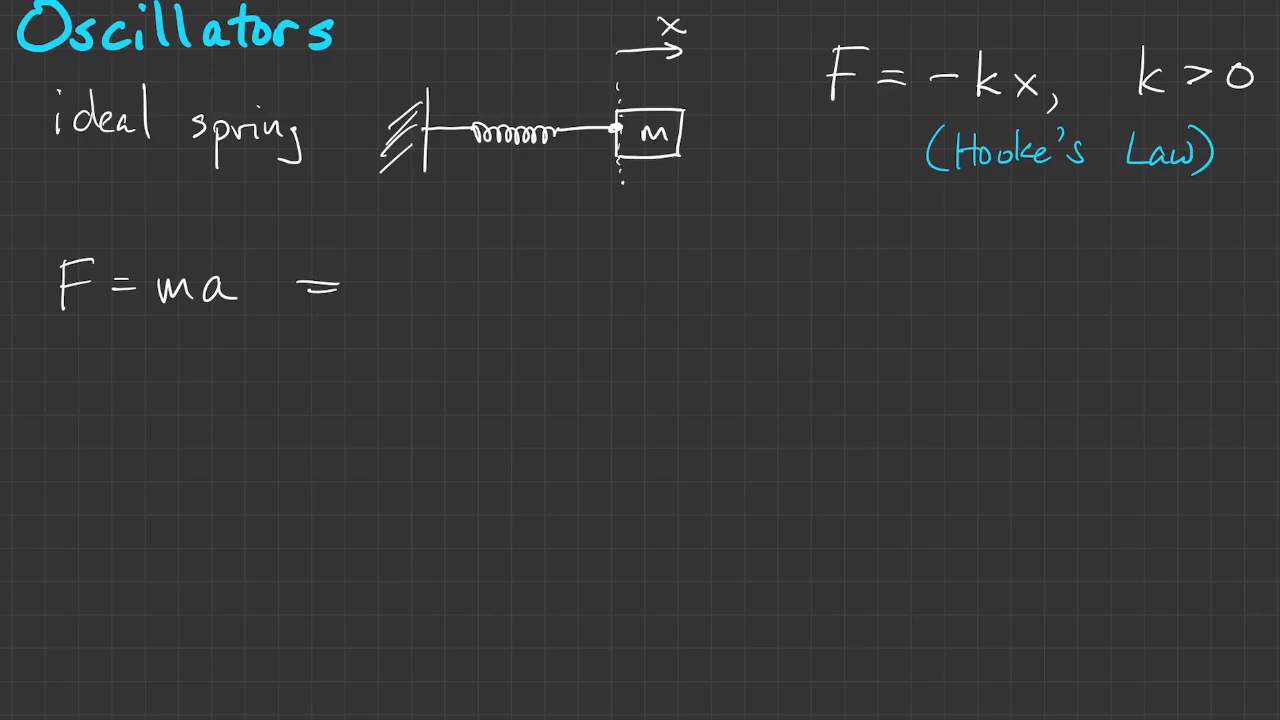 Oscillators
ideal spring
x
m
F = -kx, k > 0
(Hooke's Law)
F = ma =